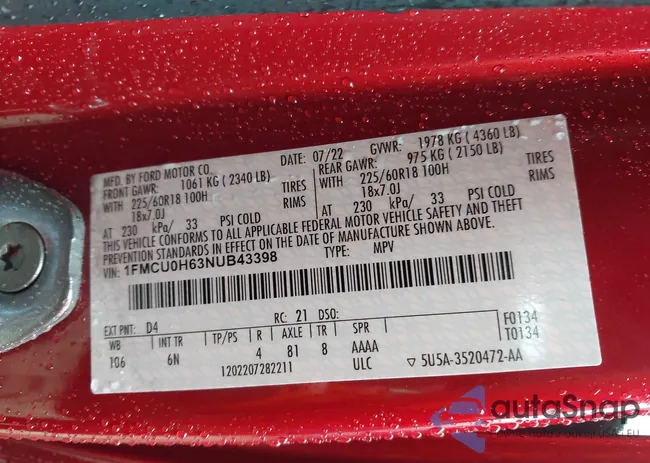 MFD. BY FORD MOTOR CO.
DATE: 07/22 GVWR: 1978 KG ( 4360 LB)
FRONT GAWR: 1061 KG ( 2340 LB)
REAR GAWR: 975 KG ( 2150 LB)
WITH 225/60R18 100H TIRES
WITH 225/60R18 100H TIRES
18x7.0J RIMS
18x7.0J RIMS
AT 230 kPa/ 33 PSI COLD
AT 230 kPa/ 33 PSI COLD
THIS VEHICLE CONFORMS TO ALL APPLICABLE FEDERAL MOTOR VEHICLE SAFETY AND THEFT
PREVENTION STANDARDS IN EFFECT ON THE DATE OF MANUFACTURE SHOWN ABOVE.
VIN: 1FMCU0H63NUB43398 TYPE: MPV
EXT PNT: D4 RC: 21 DSO: F0134
WB INT TR TP/PS R AXLE TR SPR T0134
106 6N 4 81 8 AAAA
1202207282211 ULC ▽ 5U5A-3520472-AA
autoSnap